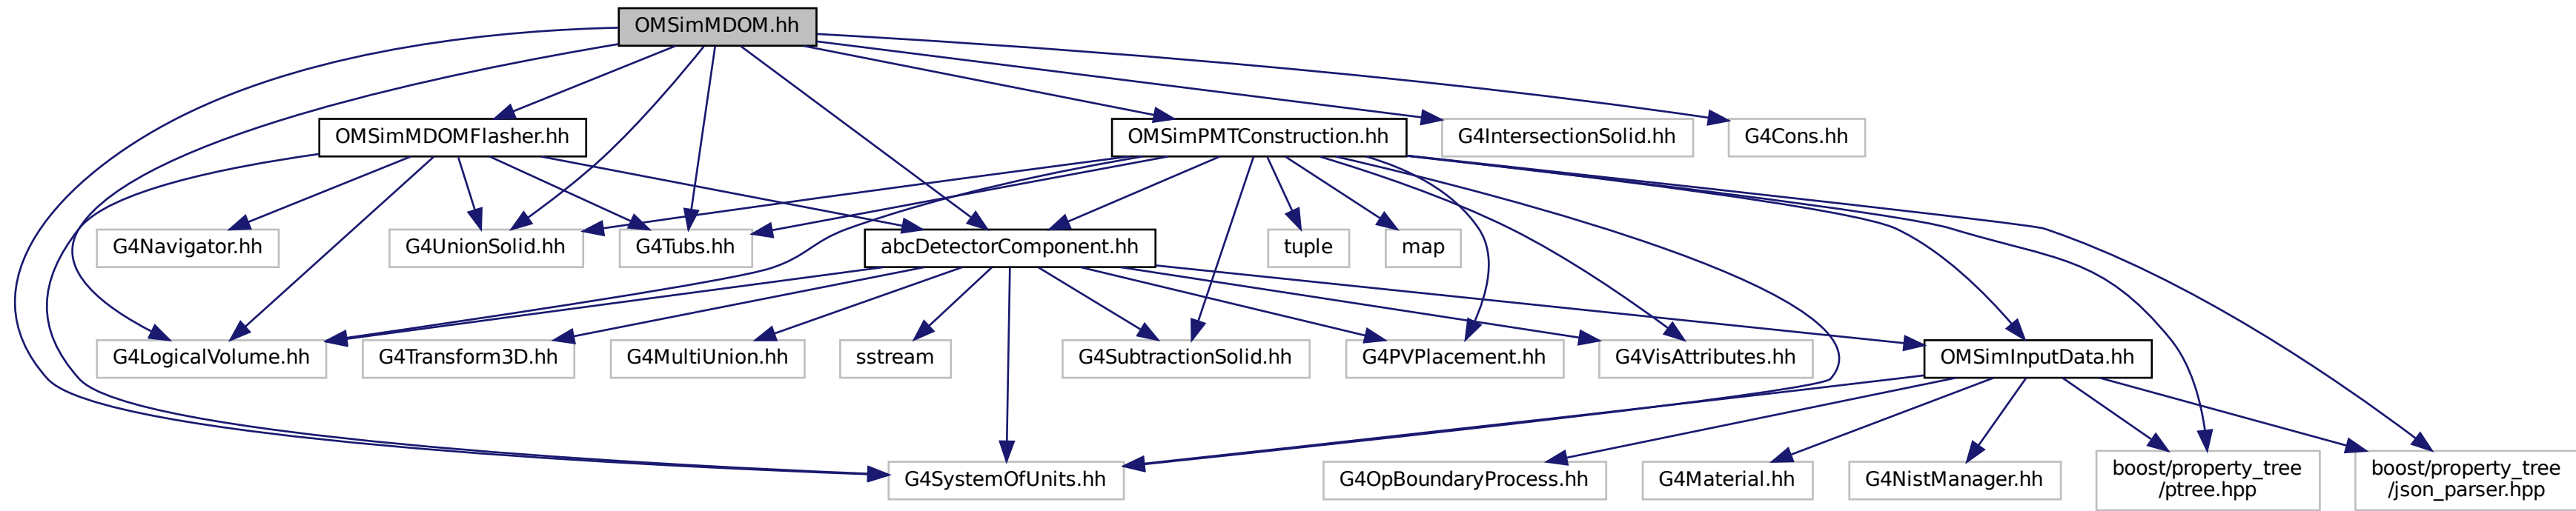 OMSimMDOM.hh
OMSimMDOMFlasher.hh
OMSimPMTConstruction.hh
G4IntersectionSolid.hh
G4Cons.hh
G4Navigator.hh
G4UnionSolid.hh
G4Tubs.hh
abcDetectorComponent.hh
tuple
map
G4LogicalVolume.hh
G4Transform3D.hh
G4MultiUnion.hh
sstream
G4SubtractionSolid.hh
G4PVPlacement.hh
G4VisAttributes.hh
OMSimInputData.hh
G4SystemOfUnits.hh
G4OpBoundaryProcess.hh
G4Material.hh
G4NistManager.hh
boost/property_tree
/ptree.hpp
boost/property_tree
/json_parser.hpp